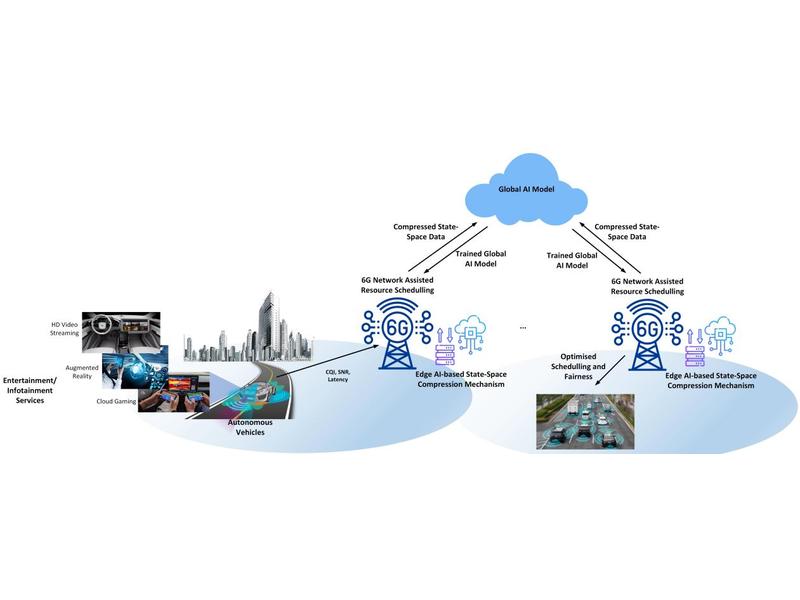 Global AI Model
Compressed State-
Space Data
Trained Global
AI Model
Compressed State-
Space Data
Trained Global
AI Model
6G Network Assisted
Resource Schedulling
6G
6G Network Assisted
Resource Schedulling
6G
...
HD Video
Streaming
Augmented
Reality
Cloud Gaming
Entertainment/
Infotainment
Services
Autonomous
Vehicles
CQI, SNR,
Latency
Edge AI-based State-Space
Compression Mechanism
Optimised
Schedulling and
Fairness
Edge AI-based State-Space
Compression Mechanism